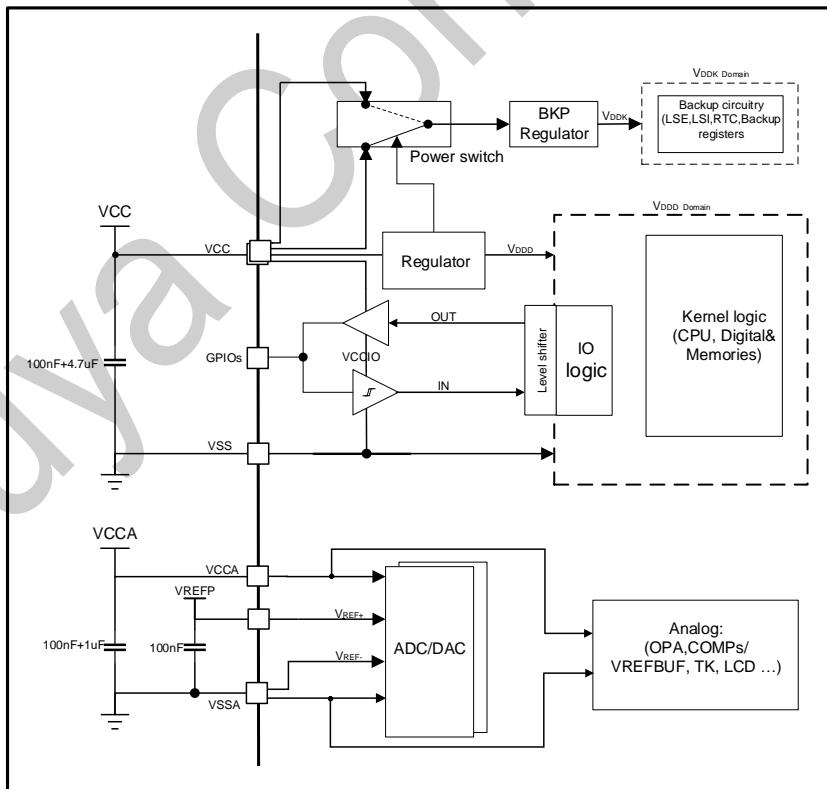 VDDK Domain
Backup circuitry
(LSE,LSI,RTC,Backup
registers
BKP
Regulator
VDDK
Power switch
VCC
VCC
Regulator
VDDD
VDDD Domain
Kernel logic
(CPU, Digital&
Memories)
OUT
Level shifter
IO
logic
GPIOs
VCCIO
100nF+4.7uF
IN
VSS
VCCA
VCCA
VREFP
VREF+
100nF+1uF
100nF
VREF-
ADC/DAC
VSSA
Analog:
(OPA,COMPs/
VREFBUF, TK, LCD ...)